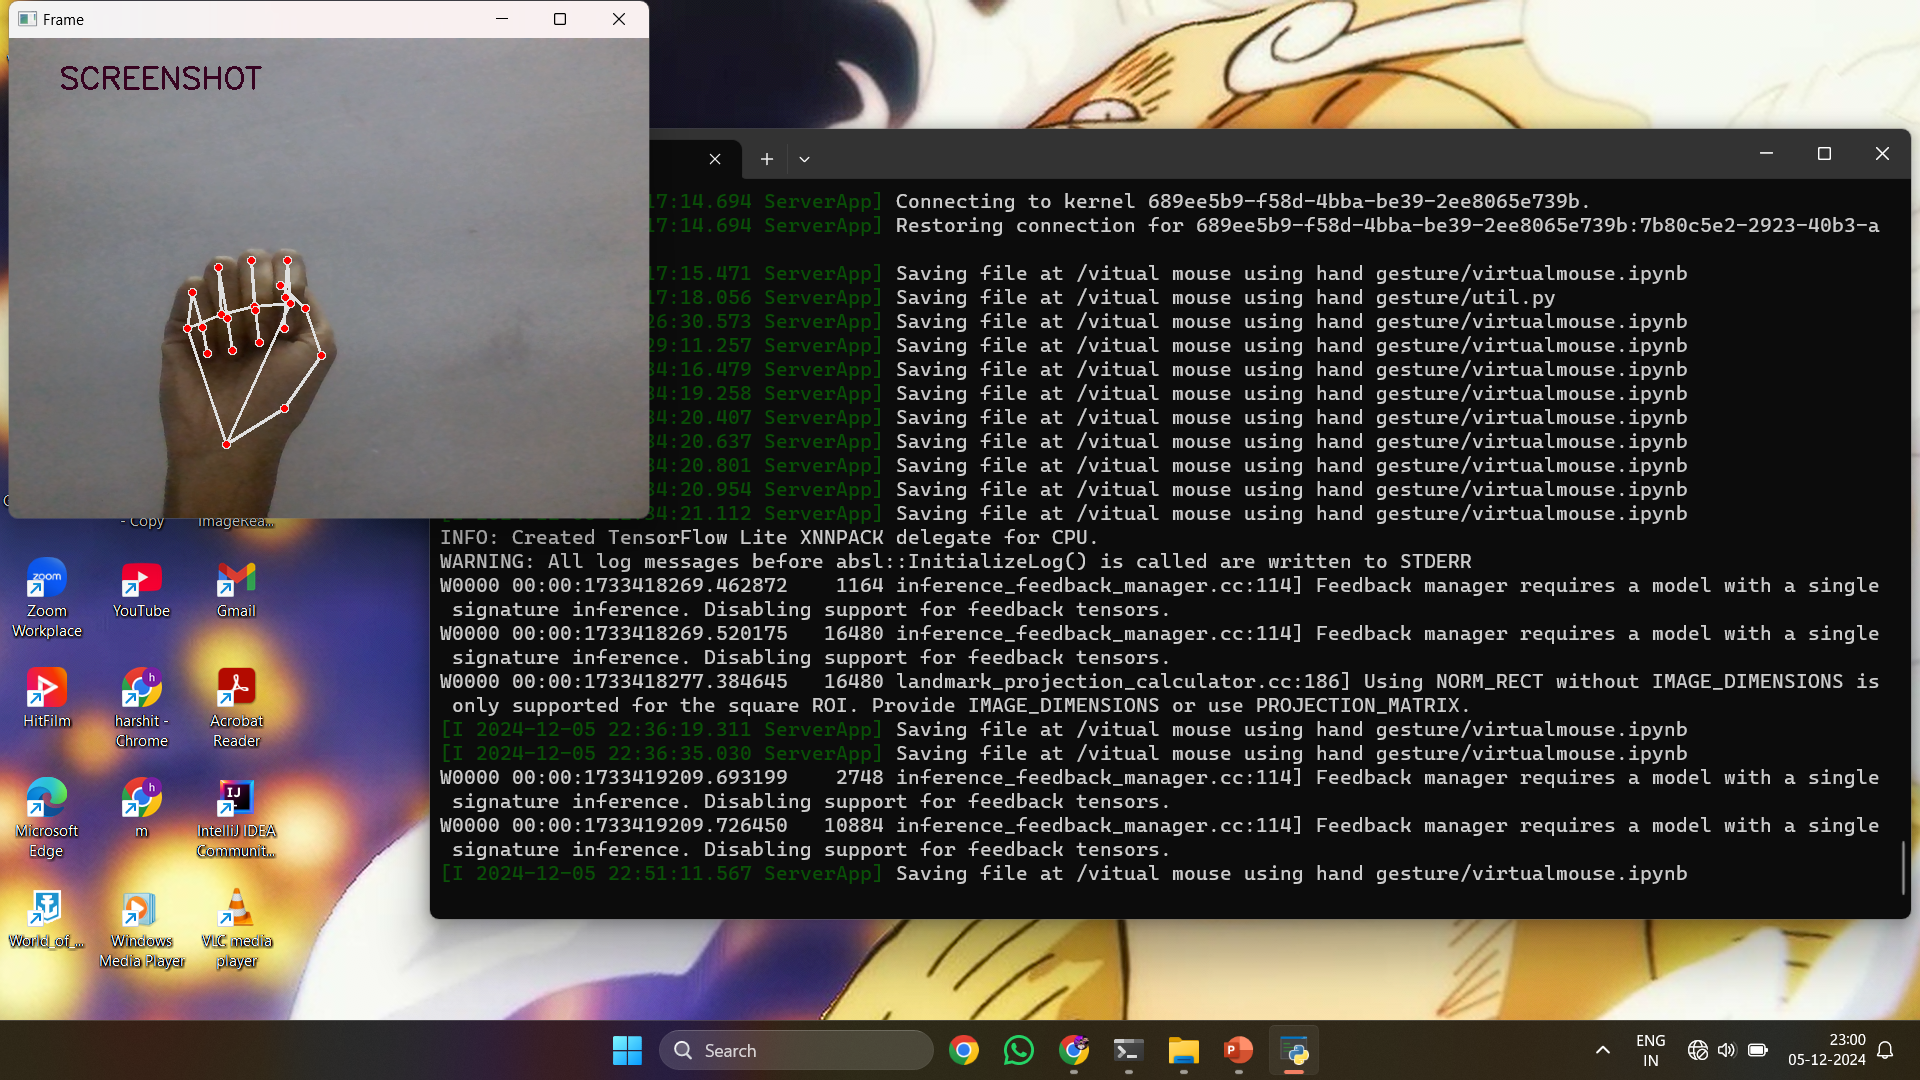 Frame
SCREENSHOT
17:14.694 ServerApp] Connecting to kernel 689ee5b9-f58d-4bba-be39-2ee8065e739b.
17:14.694 ServerApp] Restoring connection for 689ee5b9-f58d-4bba-be39-2ee8065e739b:7b80c5e2-2923-40b3-a
17:15.471 ServerApp] Saving file at /vitual mouse using hand gesture/virtualmouse.ipynb
17:18.056 ServerApp] Saving file at /vitual mouse using hand gesture/util.py
26:30.573 ServerApp] Saving file at /vitual mouse using hand gesture/virtualmouse.ipynb
29:11.257 ServerApp] Saving file at /vitual mouse using hand gesture/virtualmouse.ipynb
34:16.479 ServerApp] Saving file at /vitual mouse using hand gesture/virtualmouse.ipynb
34:19.258 ServerApp] Saving file at /vitual mouse using hand gesture/virtualmouse.ipynb
34:20.407 ServerApp] Saving file at /vitual mouse using hand gesture/virtualmouse.ipynb
34:20.637 ServerApp] Saving file at /vitual mouse using hand gesture/virtualmouse.ipynb
34:20.801 ServerApp] Saving file at /vitual mouse using hand gesture/virtualmouse.ipynb
34:20.954 ServerApp] Saving file at /vitual mouse using hand gesture/virtualmouse.ipynb
34:21.112 ServerApp] Saving file at /vitual mouse using hand gesture/virtualmouse.ipynb
INFO: Created TensorFlow Lite XNNPACK delegate for CPU.
WARNING: All log messages before absl::InitializeLog() is called are written to STDERR
W0000 00:00:1733418269.462872    1164 inference_feedback_manager.cc:114] Feedback manager requires a model with a single
signature inference. Disabling support for feedback tensors.
W0000 00:00:1733418269.520175   16480 inference_feedback_manager.cc:114] Feedback manager requires a model with a single
signature inference. Disabling support for feedback tensors.
W0000 00:00:1733418277.384645   16480 landmark_projection_calculator.cc:186] Using NORM_RECT without IMAGE_DIMENSIONS is
only supported for the square ROI. Provide IMAGE_DIMENSIONS or use PROJECTION_MATRIX.
[I 2024-12-05 22:36:19.311 ServerApp] Saving file at /vitual mouse using hand gesture/virtualmouse.ipynb
[I 2024-12-05 22:36:35.030 ServerApp] Saving file at /vitual mouse using hand gesture/virtualmouse.ipynb
W0000 00:00:1733419209.693199    2748 inference_feedback_manager.cc:114] Feedback manager requires a model with a single
signature inference. Disabling support for feedback tensors.
W0000 00:00:1733419209.726450   10884 inference_feedback_manager.cc:114] Feedback manager requires a model with a single
signature inference. Disabling support for feedback tensors.
[I 2024-12-05 22:51:11.567 ServerApp] Saving file at /vitual mouse using hand gesture/virtualmouse.ipynb
- Copy
ImageRea...
Zoom
Workplace
YouTube
Gmail
HitFilm
harshit -
Chrome
Acrobat
Reader
Microsoft
Edge
m
IntelliJ IDEA
Communit...
World_of_...
Windows
Media Player
VLC media
player
Search
ENG
IN
23:00
05-12-2024